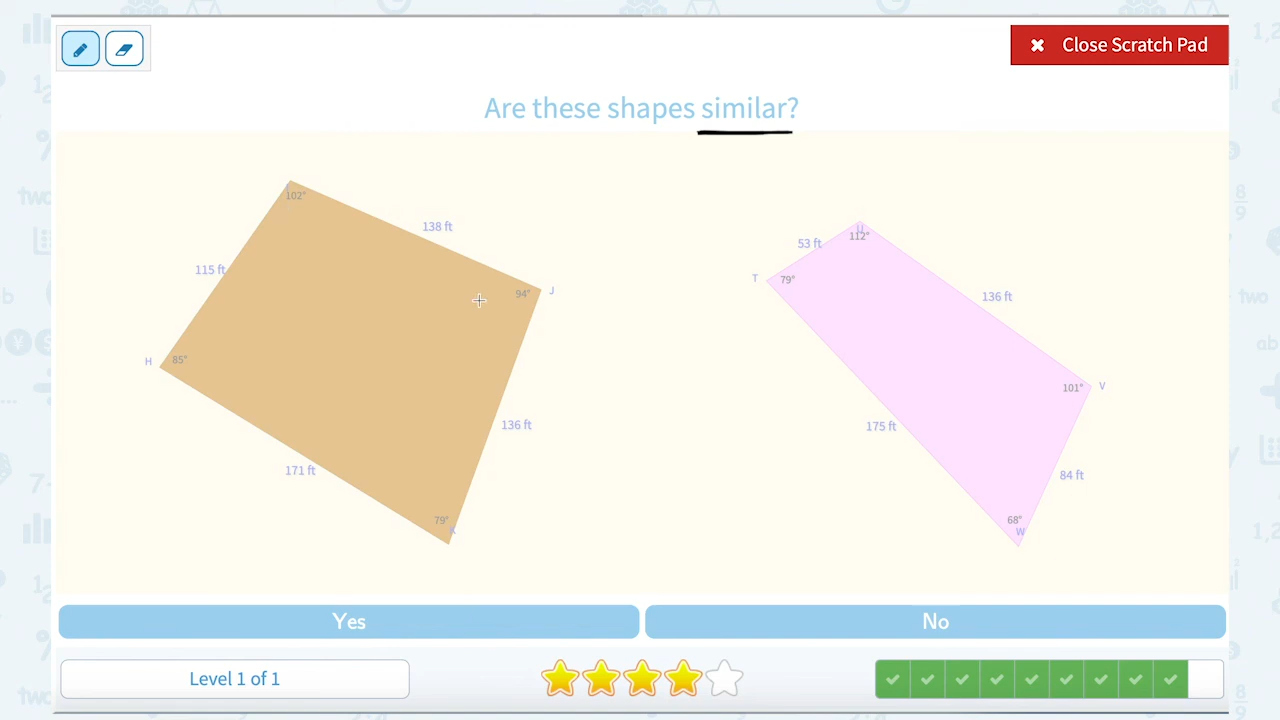 Close Scratch Pad
Are these shapes similar?
102°
138 ft
115 ft
94°
J
H
85°
136 ft
171 ft
79°
K
U
112°
53 ft
T
79°
136 ft
101°
V
175 ft
84 ft
68°
W
Yes
No
Level 1 of 1